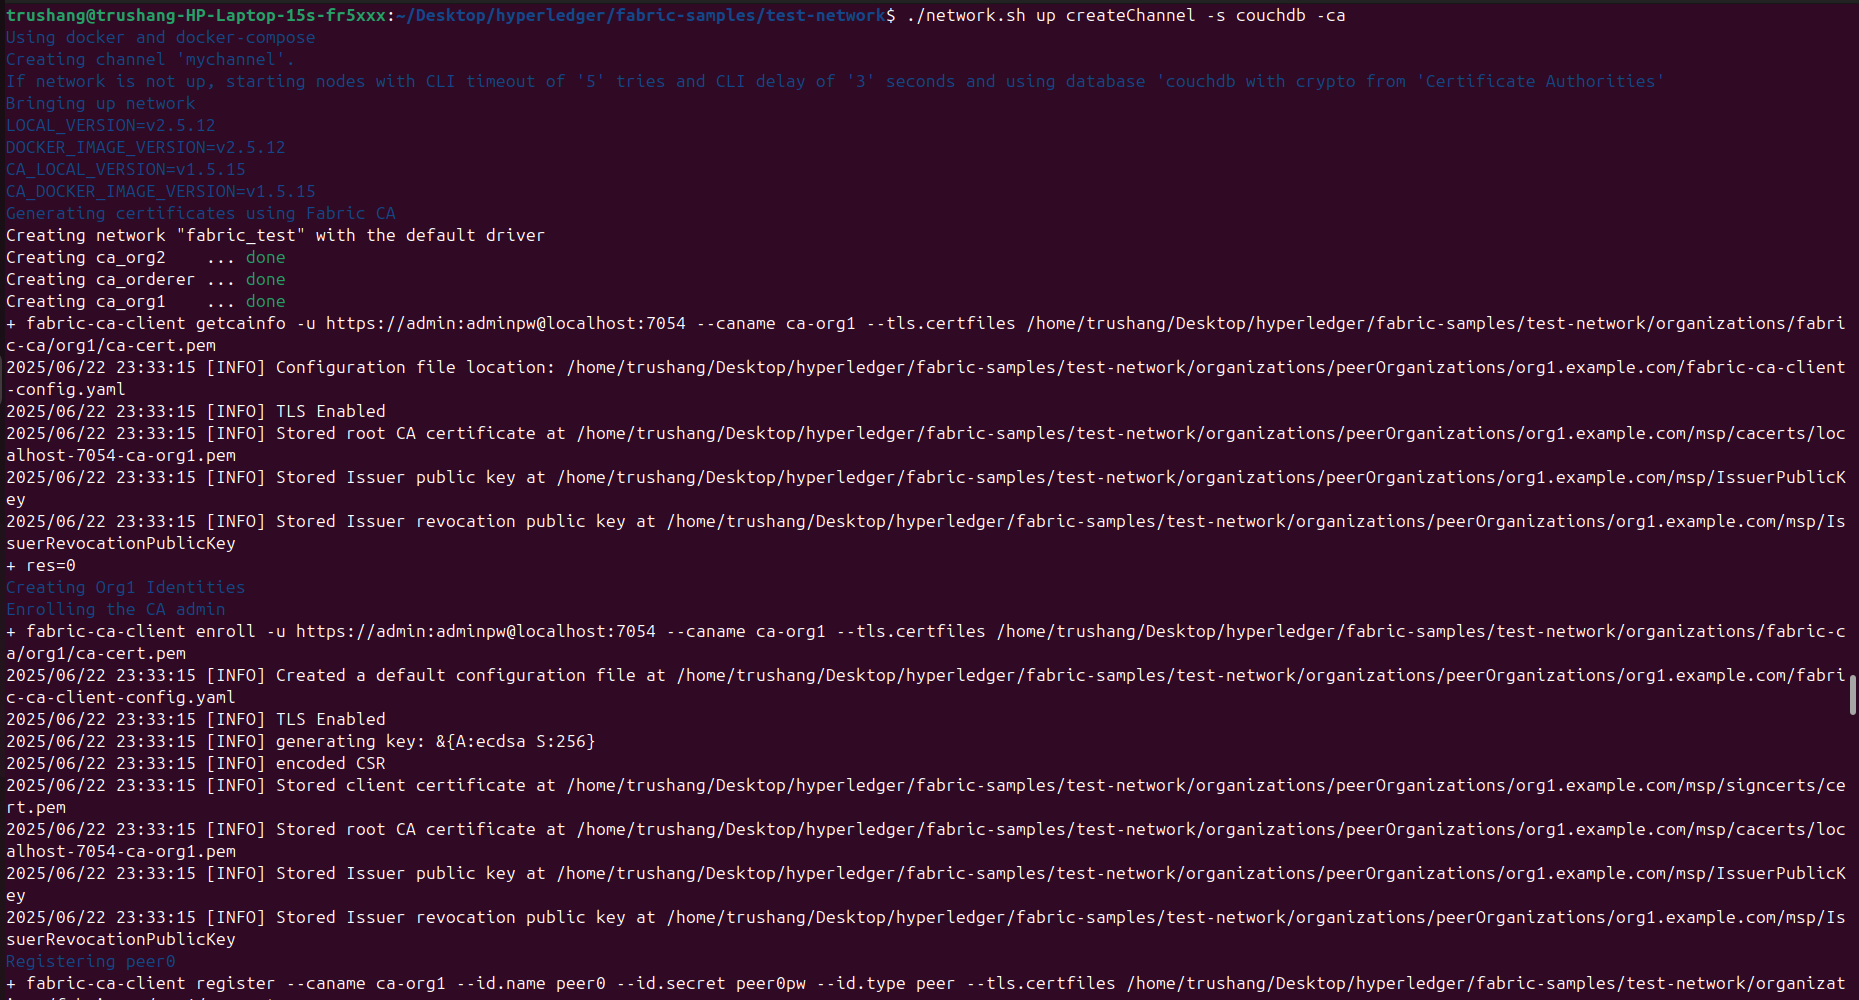 trushang@trushang-HP-Laptop-15s-fr5xxx:~/Desktop/hyperledger/fabric-samples/test-network$ ./network.sh up createChannel -s couchdb -ca
Using docker and docker-compose
Creating channel 'mychannel'.
If network is not up, starting nodes with CLI timeout of '5' tries and CLI delay of '3' seconds and using database 'couchdb with crypto from 'Certificate Authorities'
Bringing up network
LOCAL_VERSION=v2.5.12
DOCKER_IMAGE_VERSION=v2.5.12
CA_LOCAL_VERSION=v1.5.15
CA_DOCKER_IMAGE_VERSION=v1.5.15
Generating certificates using Fabric CA
Creating network "fabric_test" with the default driver
Creating ca_org2    ... done
Creating ca_orderer ... done
Creating ca_org1    ... done
+ fabric-ca-client getcainfo -u https://admin:adminpw@localhost:7054 --caname ca-org1 --tls.certfiles /home/trushang/Desktop/hyperledger/fabric-samples/test-network/organizations/fabri
c-ca/org1/ca-cert.pem
2025/06/22 23:33:15 [INFO] Configuration file location: /home/trushang/Desktop/hyperledger/fabric-samples/test-network/organizations/peerOrganizations/org1.example.com/fabric-ca-client
-config.yaml
2025/06/22 23:33:15 [INFO] TLS Enabled
2025/06/22 23:33:15 [INFO] Stored root CA certificate at /home/trushang/Desktop/hyperledger/fabric-samples/test-network/organizations/peerOrganizations/org1.example.com/msp/cacerts/loc
alhost-7054-ca-org1.pem
2025/06/22 23:33:15 [INFO] Stored Issuer public key at /home/trushang/Desktop/hyperledger/fabric-samples/test-network/organizations/peerOrganizations/org1.example.com/msp/IssuerPublicK
ey
2025/06/22 23:33:15 [INFO] Stored Issuer revocation public key at /home/trushang/Desktop/hyperledger/fabric-samples/test-network/organizations/peerOrganizations/org1.example.com/msp/Is
suerRevocationPublicKey
+ res=0
Creating Org1 Identities
Enrolling the CA admin
+ fabric-ca-client enroll -u https://admin:adminpw@localhost:7054 --caname ca-org1 --tls.certfiles /home/trushang/Desktop/hyperledger/fabric-samples/test-network/organizations/fabric-c
a/org1/ca-cert.pem
2025/06/22 23:33:15 [INFO] Created a default configuration file at /home/trushang/Desktop/hyperledger/fabric-samples/test-network/organizations/peerOrganizations/org1.example.com/fabri
c-ca-client-config.yaml
2025/06/22 23:33:15 [INFO] TLS Enabled
2025/06/22 23:33:15 [INFO] generating key: &{A:ecdsa S:256}
2025/06/22 23:33:15 [INFO] encoded CSR
2025/06/22 23:33:15 [INFO] Stored client certificate at /home/trushang/Desktop/hyperledger/fabric-samples/test-network/organizations/peerOrganizations/org1.example.com/msp/signcerts/ce
rt.pem
2025/06/22 23:33:15 [INFO] Stored root CA certificate at /home/trushang/Desktop/hyperledger/fabric-samples/test-network/organizations/peerOrganizations/org1.example.com/msp/cacerts/loc
alhost-7054-ca-org1.pem
2025/06/22 23:33:15 [INFO] Stored Issuer public key at /home/trushang/Desktop/hyperledger/fabric-samples/test-network/organizations/peerOrganizations/org1.example.com/msp/IssuerPublicK
ey
2025/06/22 23:33:15 [INFO] Stored Issuer revocation public key at /home/trushang/Desktop/hyperledger/fabric-samples/test-network/organizations/peerOrganizations/org1.example.com/msp/Is
suerRevocationPublicKey
Registering peer0
+ fabric-ca-client register --caname ca-org1 --id.name peer0 --id.secret peer0pw --id.type peer --tls.certfiles /home/trushang/Desktop/hyperledger/fabric-samples/test-network/organizat